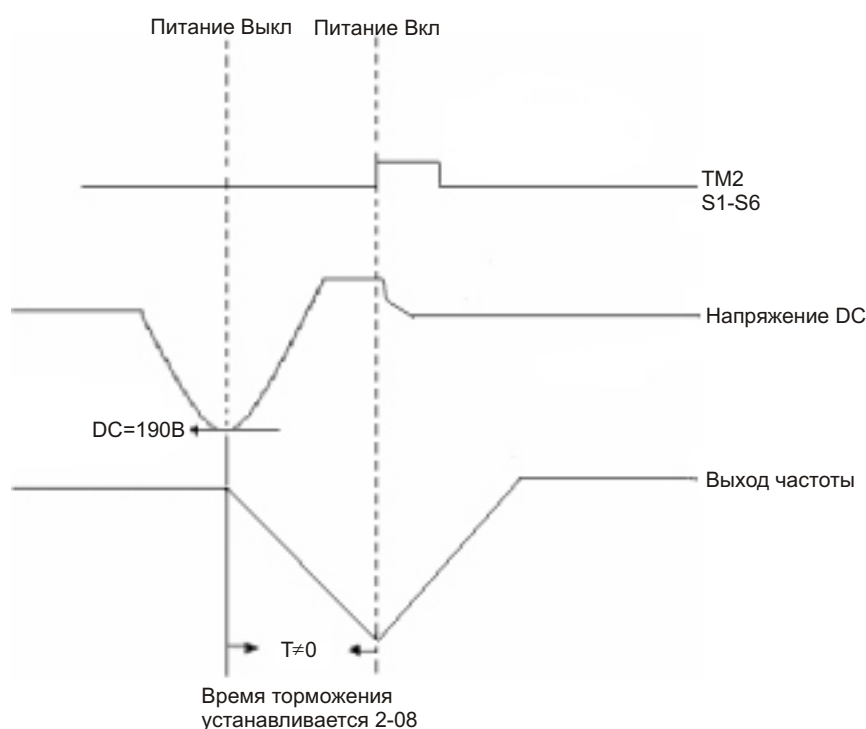 Питание Выкл
Питание Вкл
TM2
S1-S6
Напряжение DC
DC=190В
Выход частоты
T≠0
Время торможения
устанавливается 2-08